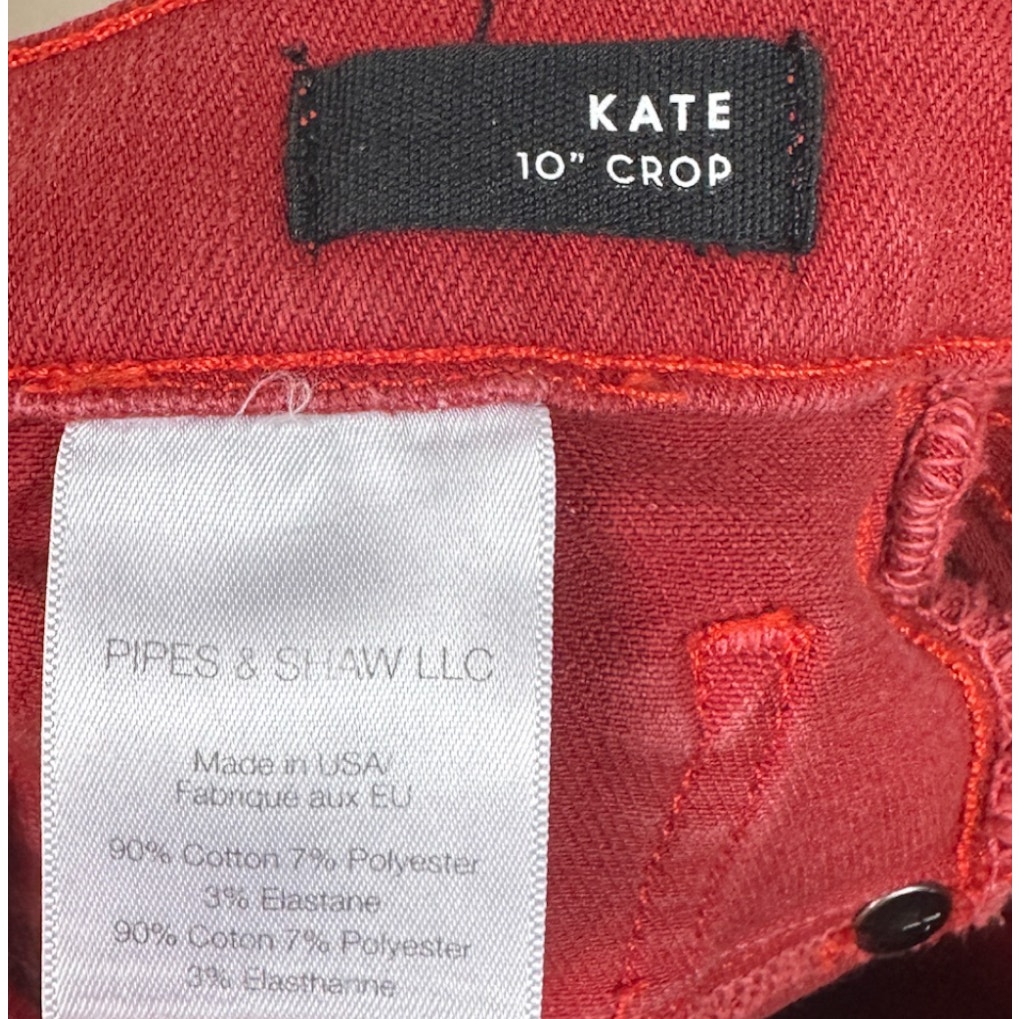 KATE
10" CROP
PIPES & SHAW LLC
Made in USA/
Fabrique aux EU
90% Cotton 7% Polyester
3% Elastane
90% Coton 7% Polyester
3% Elasthanne